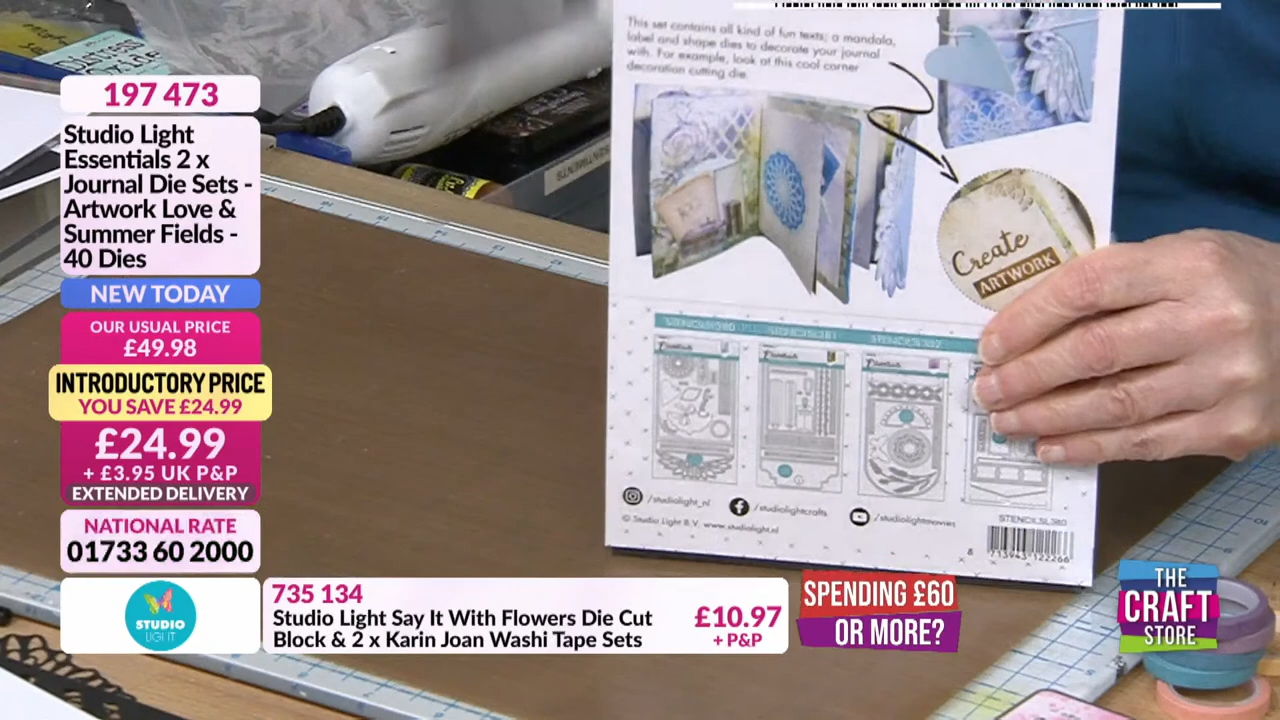 197 473
Studio Light
Essentials 2 x
Journal Die Sets -
Artwork Love &
Summer Fields -
40 Dies
NEW TODAY
OUR USUAL PRICE
£49.98
INTRODUCTORY PRICE
YOU SAVE £24.99
£24.99
+ £3.95 UK P&P
EXTENDED DELIVERY
NATIONAL RATE
01733 60 2000
STUDIO
LIGHT
735 134
Studio Light Say It With Flowers Die Cut
Block & 2 x Karin Joan Washi Tape Sets
£10.97
+ P&P
SPENDING £60
OR MORE?
THE
CRAFT
STORE
This set contains all kind of fun texts, a mandala,
label and shape dies to decorate your journal
with. For example, look at this cool corner
decoration cutting die.
Create
ARTWORK
/studiolight_nl
/studiolightcrafts
/studiolightmovies
© Studio Light B.V. www.studiolight.nl
STENCILSL380
8 713943 122266